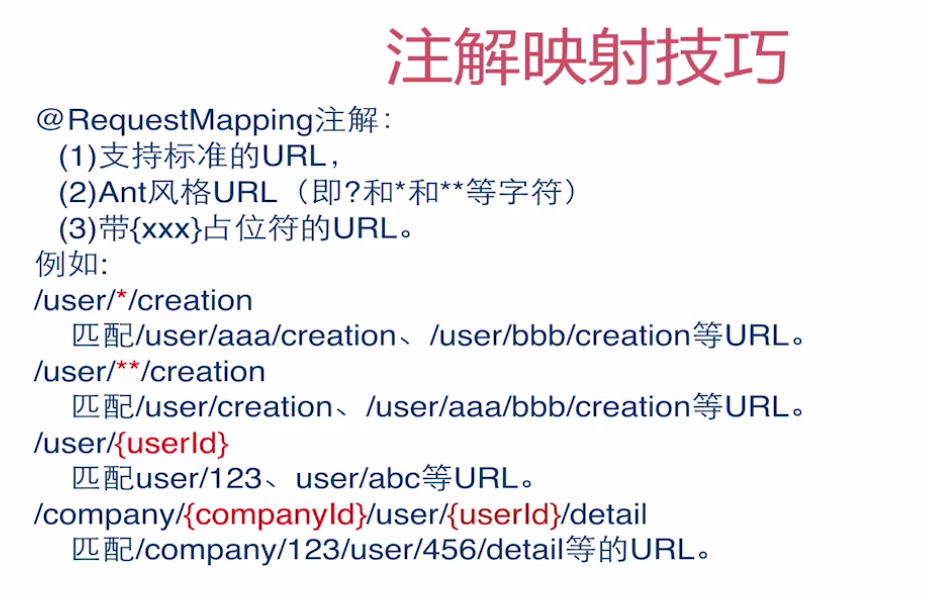 注解映射技巧
@RequestMapping注解：
(1)支持标准的URL，
(2)Ant风格URL（即?和*和**等字符）
(3)带{xxx}占位符的URL。
例如:
/user/*/creation
匹配/user/aaa/creation、/user/bbb/creation等URL。
/user/**/creation
匹配/user/creation、/user/aaa/bbb/creation等URL。
/user/{userId}
匹配user/123、user/abc等URL。
/company/{companyId}/user/{userId}/detail
匹配/company/123/user/456/detail等的URL。